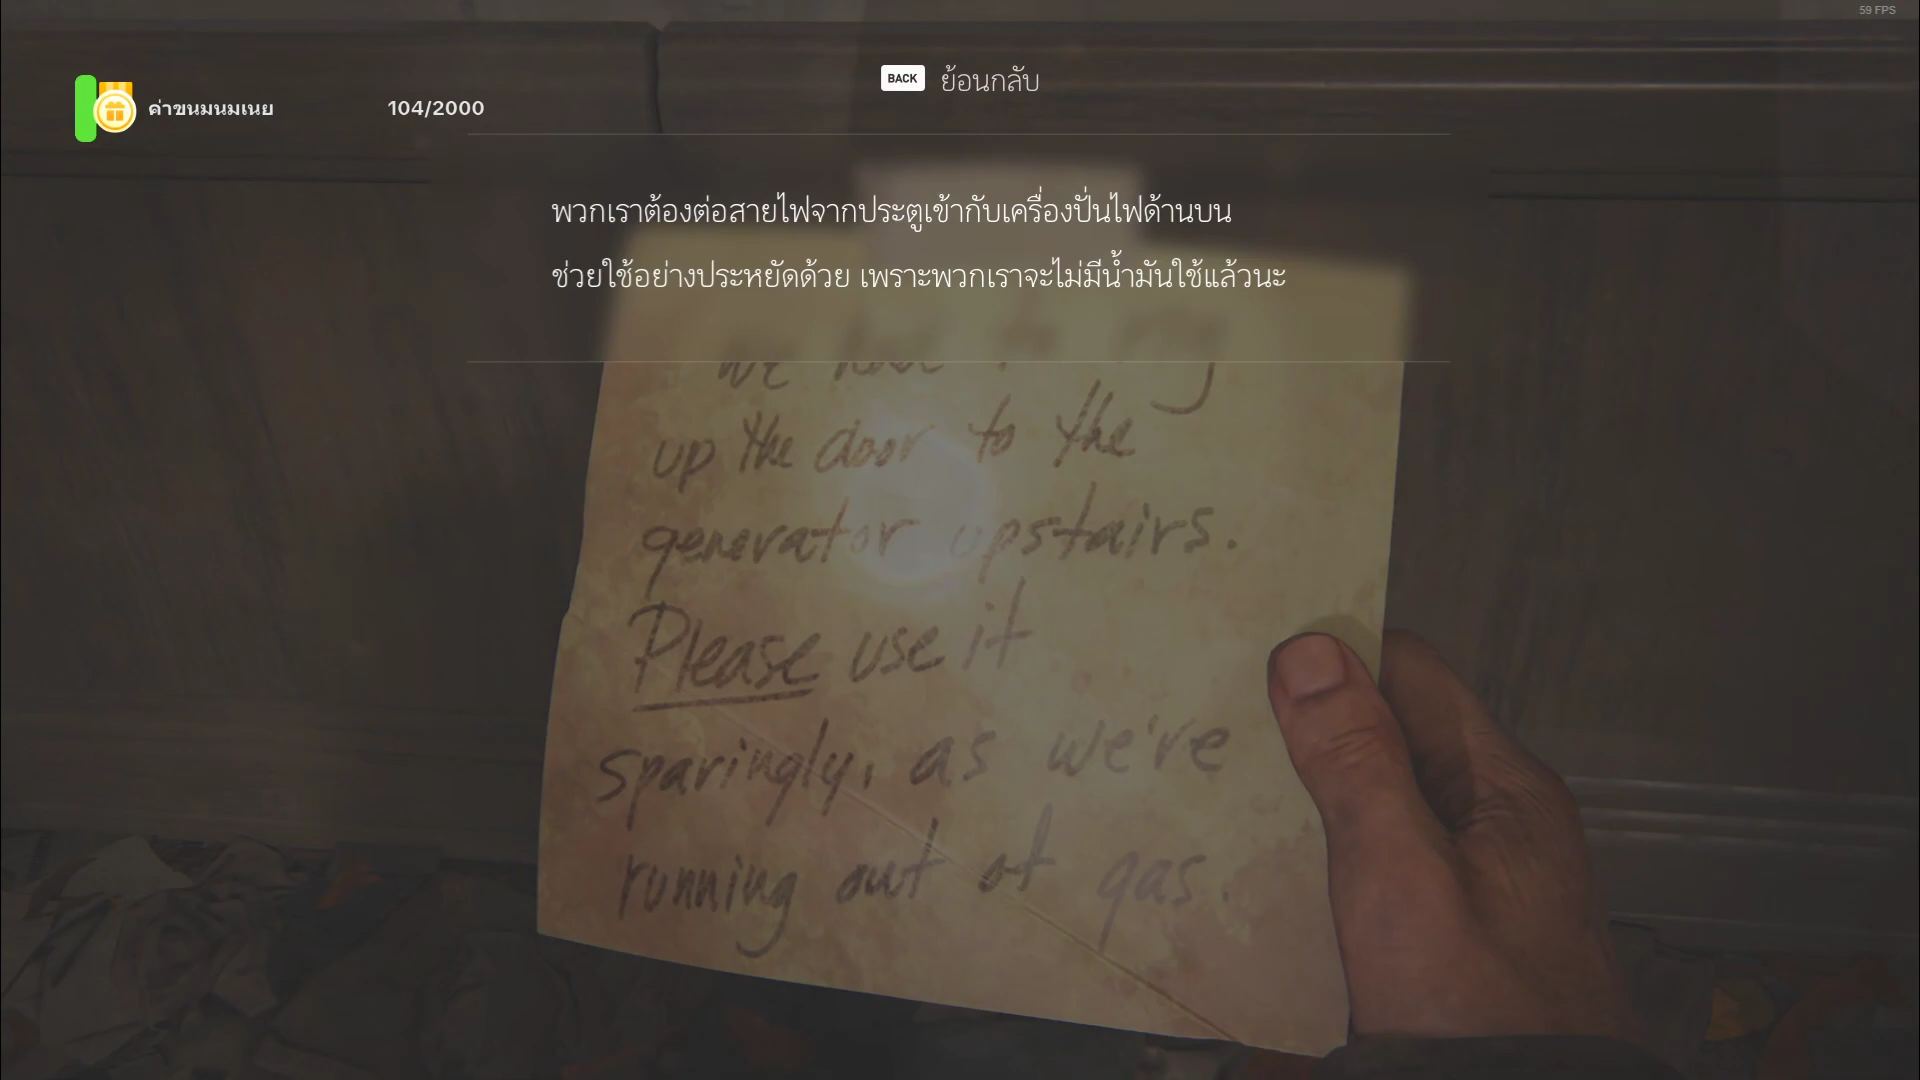 59 FPS
BACK ย้อนกลับ
ค่าขนมนมเนย 104/2000
พวกเราต้องต่อสายไฟจากประตูเข้ากับเครื่องปั่นไฟด้านบน
ช่วยใช้อย่างประหยัดด้วย เพราะพวกเราจะไม่มีน้ำมันใช้แล้วนะ
we have to rig
up the door to the
generator upstairs.
Please use it
sparingly, as we're
running out of gas.